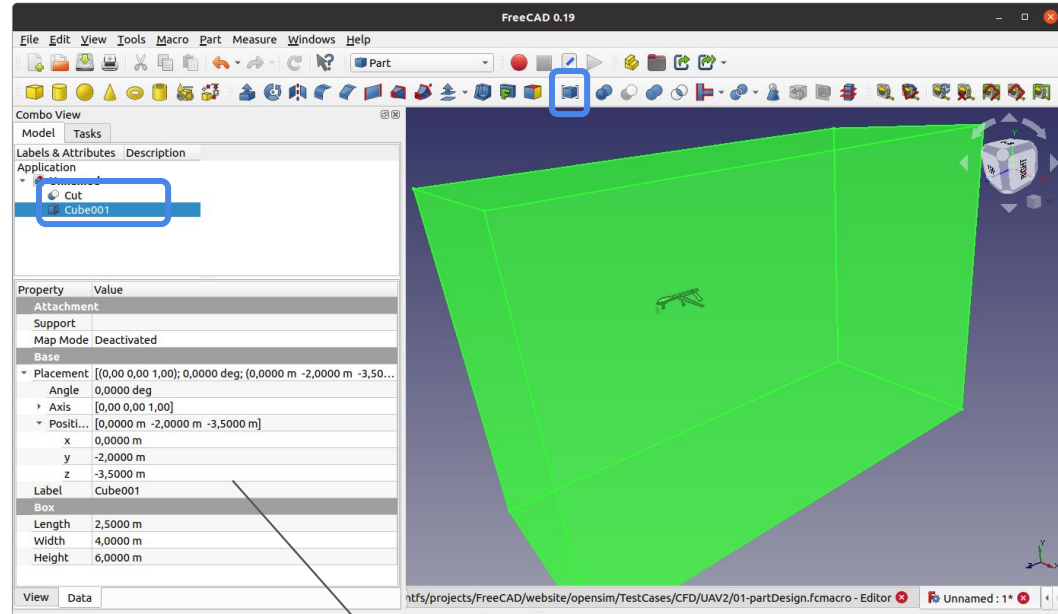 FreeCAD 0.19
File Edit View Tools Macro Part Measure Windows Help
Part
Combo View
Model Tasks
Labels & Attributes Description
Application
Cut
Cube001
Property Value
Attachment
Support
Map Mode Deactivated
Base
Placement [(0,00 0,00 1,00); 0,0000 deg; (0,0000 m -2,0000 m -3,50...
Angle 0,0000 deg
Axis [0,00 0,00 1,00]
Positi... [0,0000 m -2,0000 m -3,5000 m]
x 0,0000 m
y -2,0000 m
z -3,5000 m
Label Cube001
Box
Length 2,5000 m
Width 4,0000 m
Height 6,0000 m
View Data
ntfs/projects/FreeCAD/website/opensim/TestCases/CFD/UAV2/01-partDesign.fcmacro - Editor
Unnamed : 1*
RIGHT
Y
Y
x